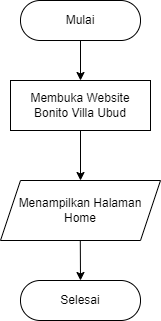 Mulai
Membuka Website
Bonito Villa Ubud
Menampilkan Halaman
Home
Selesai